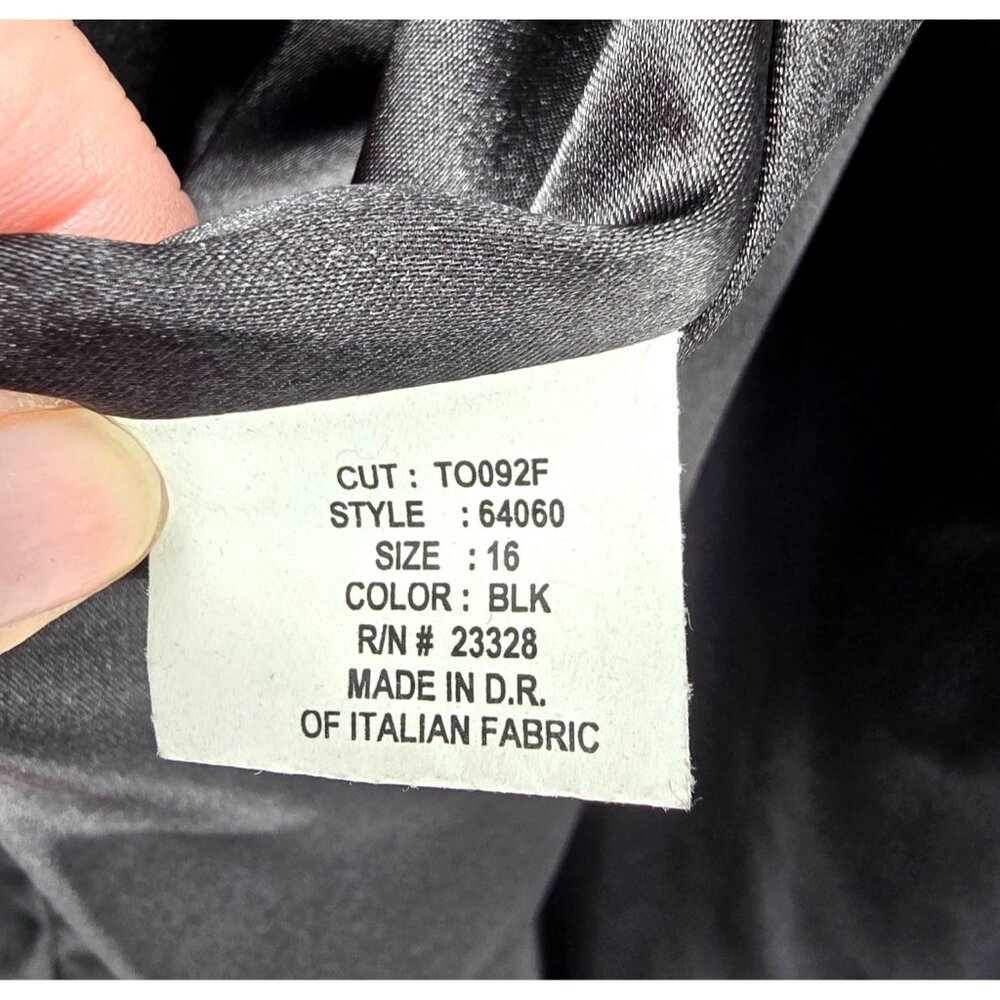 CUT : TO092F
STYLE : 64060
SIZE : 16
COLOR : BLK
R/N # 23328
MADE IN D.R.
OF ITALIAN FABRIC